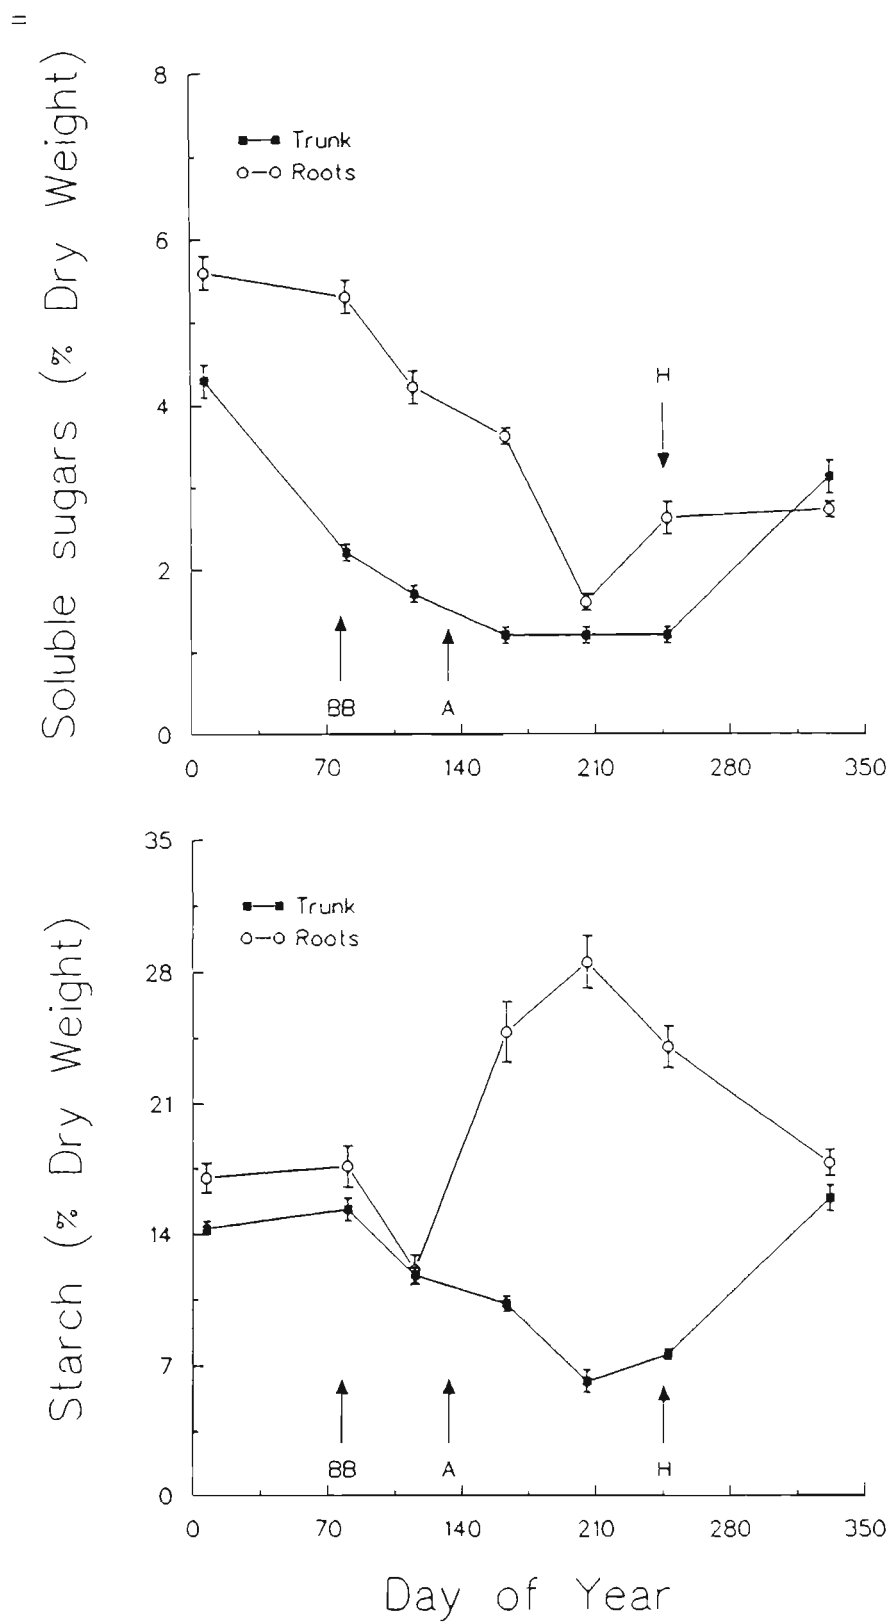 =
8
Soluble sugars (% Dry Weight)
Trunk
Roots
6
H
4
2
BB
A
0
0 70 140 210 280 350
35
Starch (% Dry Weight)
Trunk
Roots
28
21
14
7
BB A H
0
0 70 140 210 280 350
Day of Year